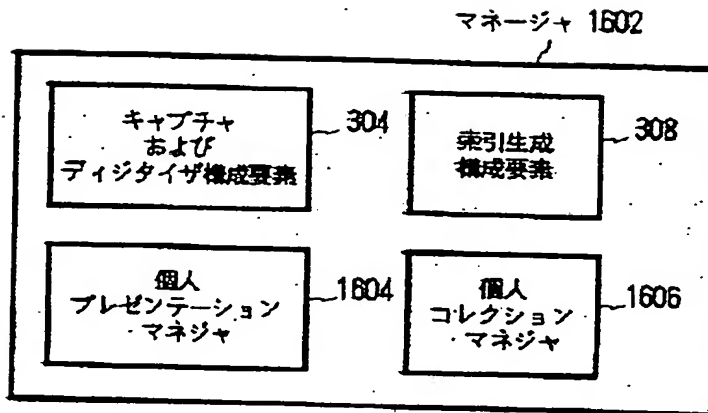 マネージャ 1602
キャプチャ
および
ディジタイザ構成要素
304
索引生成
構成要素
308
個人
プレゼンテーション
マネジャ
1604
個人
コレクション
マネジャ
1606